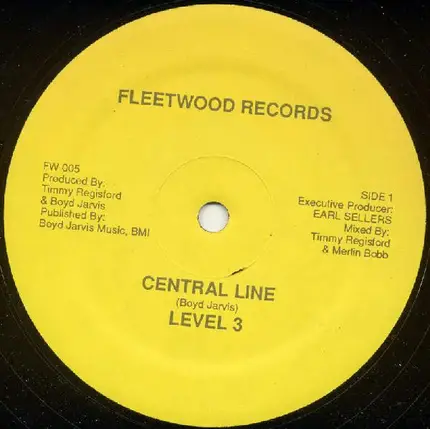 FLEETWOOD RECORDS
FW 005
Produced By:
Timmy Regisford
& Boyd Jarvis
Published By:
Boyd Jarvis Music, BMI
SIDE 1
Executive Producer:
EARL SELLERS
Mixed By:
Timmy Regisford
& Merlin Bobb
CENTRAL LINE
(Boyd Jarvis)
LEVEL 3